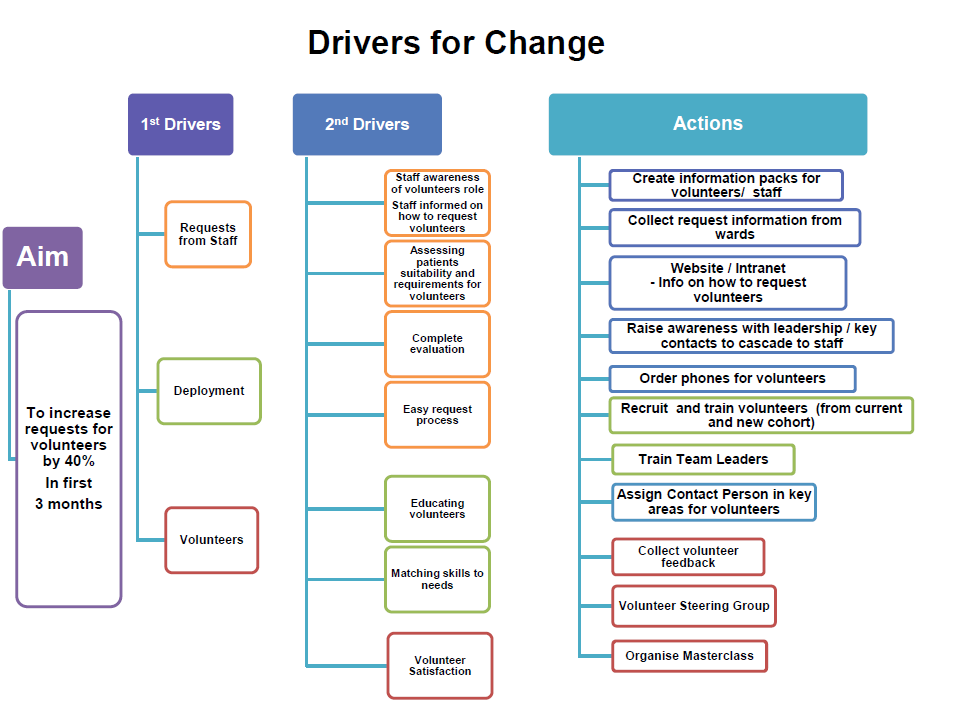 Drivers for Change
Aim
To increase
requests for
volunteers
by 40%
In first
3 months
1st Drivers
Requests
from Staff
Deployment
Volunteers
2nd Drivers
Staff awareness
of volunteers role
Staff informed on
how to request
volunteers
Assessing
patients
suitability and
requirements for
volunteers
Complete
evaluation
Easy request
process
Educating
volunteers
Matching skills to
needs
Volunteer
Satisfaction
Actions
Create information packs for
volunteers/ staff
Collect request information from
wards
Website / Intranet
- Info on how to request
volunteers
Raise awareness with leadership / key
contacts to cascade to staff
Order phones for volunteers
Recruit and train volunteers (from current
and new cohort)
Train Team Leaders
Assign Contact Person in key
areas for volunteers
Collect volunteer
feedback
Volunteer Steering Group
Organise Masterclass